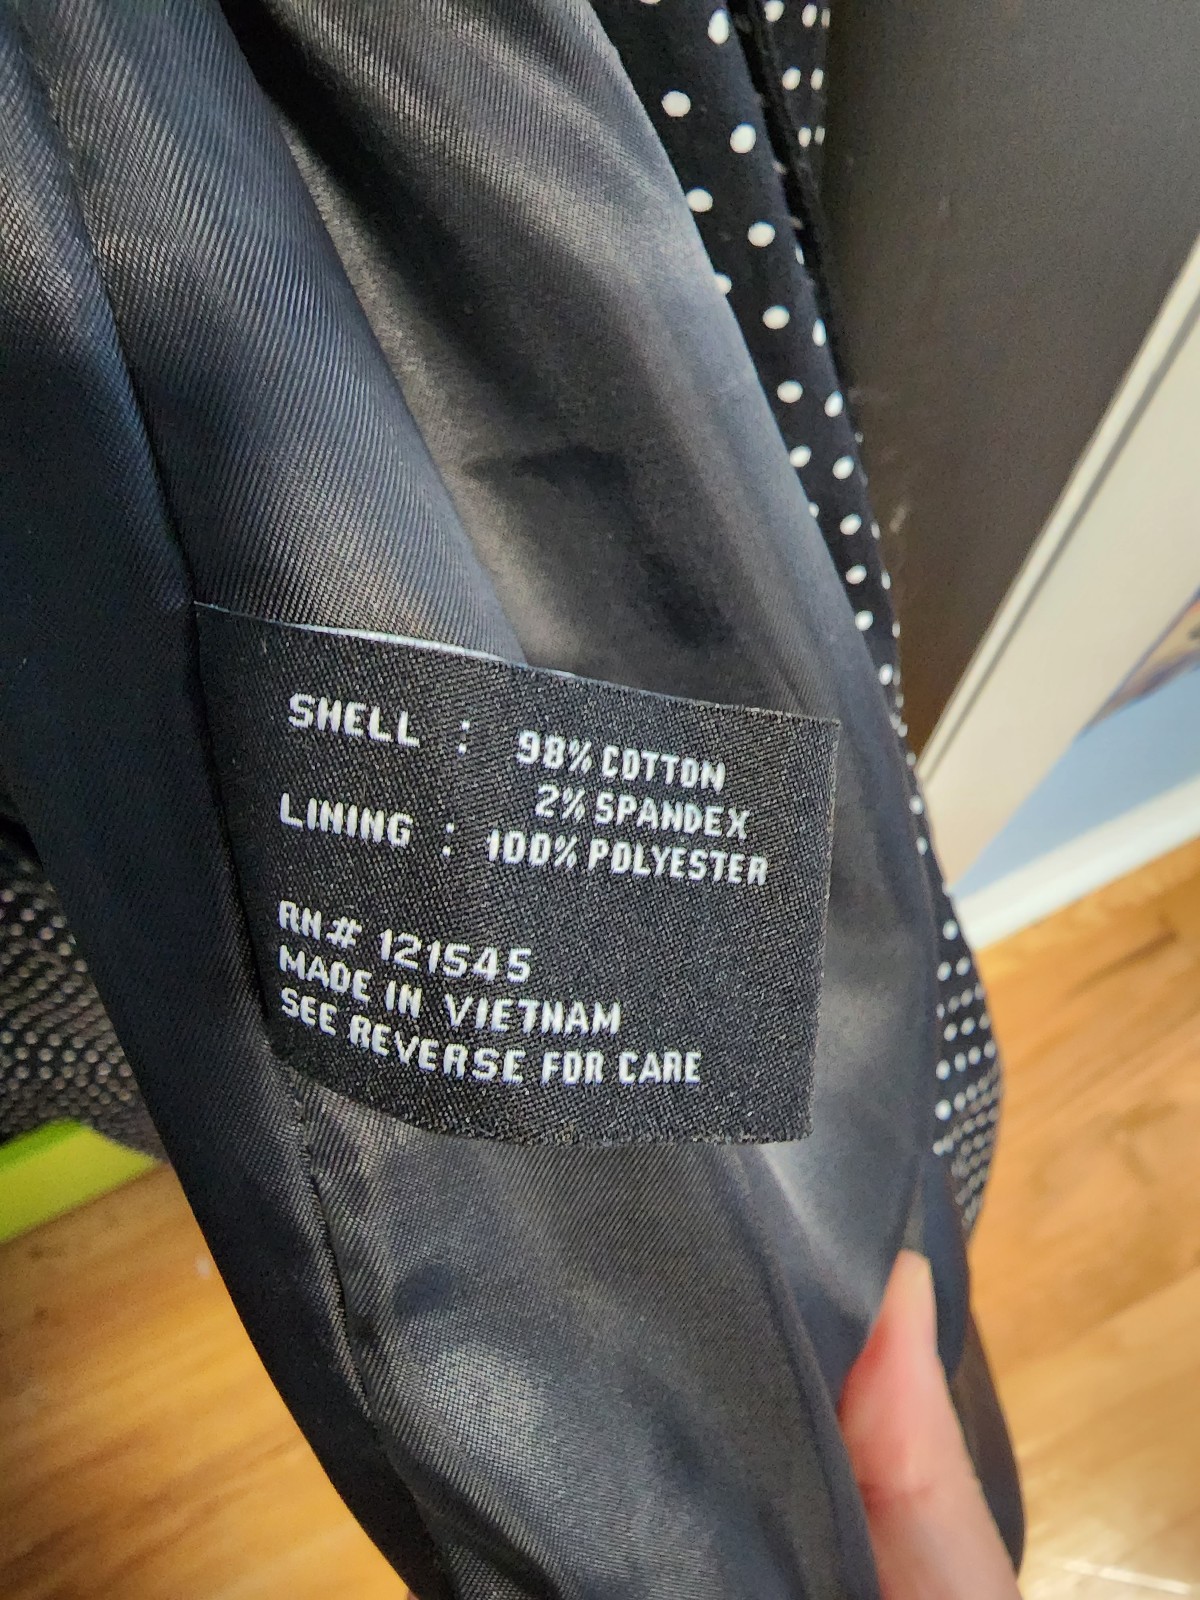 SHELL : 98% COTTON
2% SPANDEX
LINING : 100% POLYESTER
RN# 121545
MADE IN VIETNAM
SEE REVERSE FOR CARE